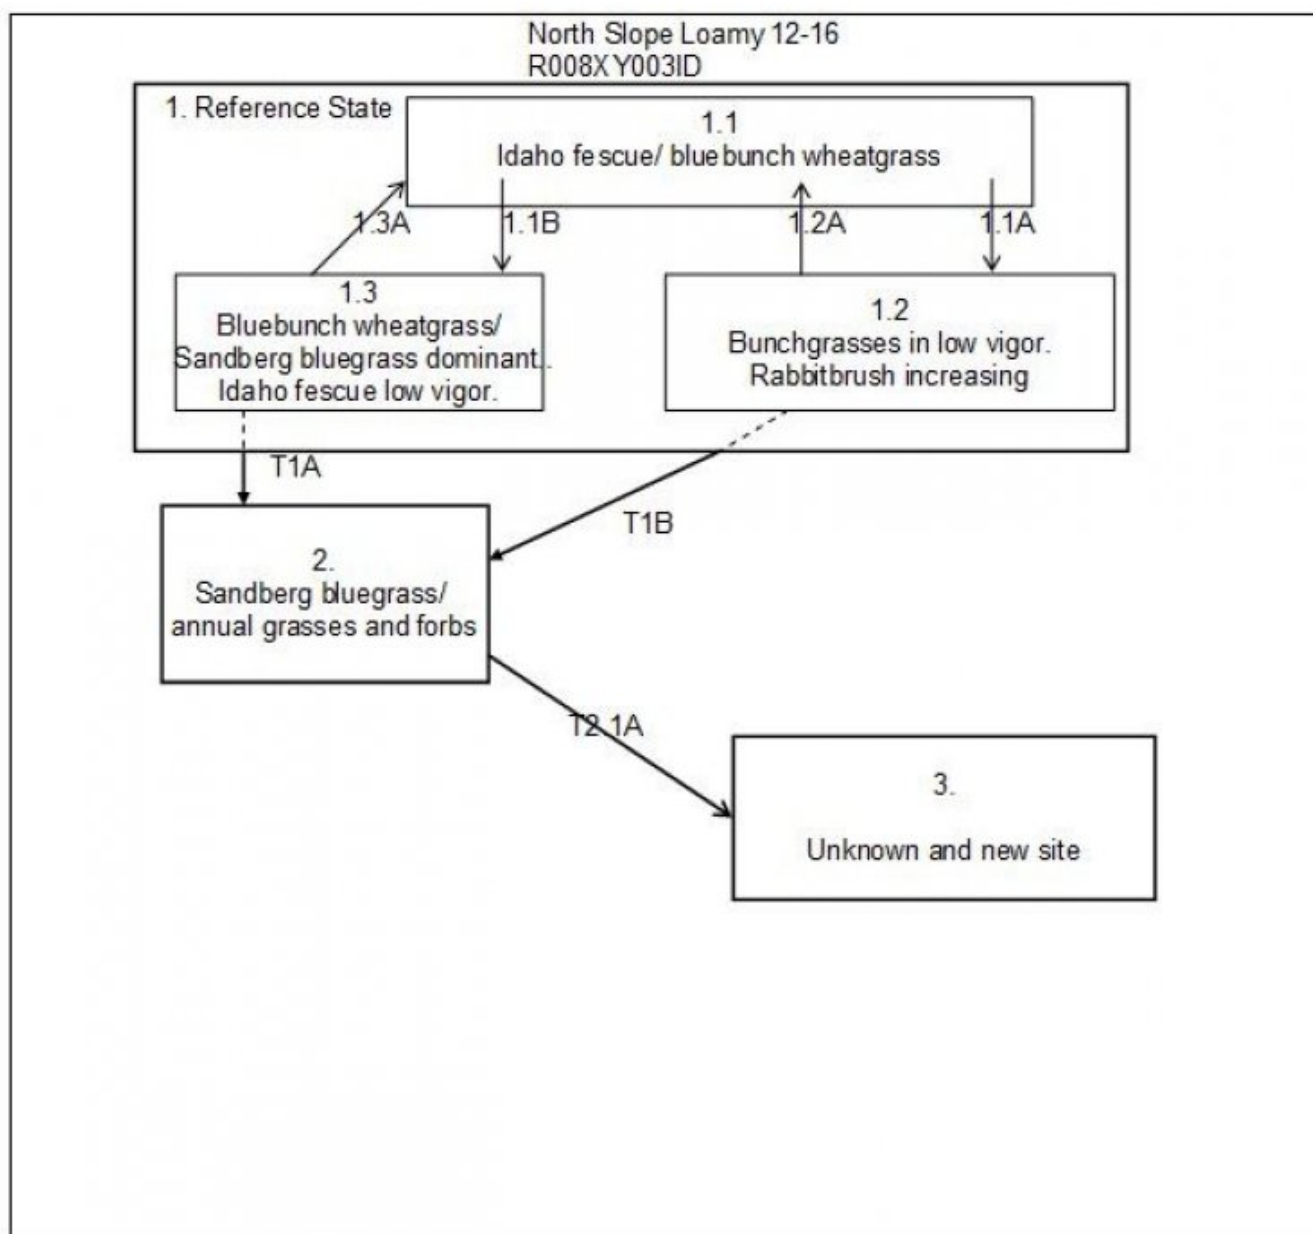 North Slope Loamy 12-16
R008XY003ID
1. Reference State
1.1
Idaho fescue/ bluebunch wheatgrass
1.3A
1.1B
1.2A
1.1A
1.3
Bluebunch wheatgrass/
Sandberg bluegrass dominant..
Idaho fescue low vigor.
1.2
Bunchgrasses in low vigor.
Rabbitbrush increasing
T1A
T1B
2.
Sandberg bluegrass/
annual grasses and forbs
T2.1A
3.
Unknown and new site